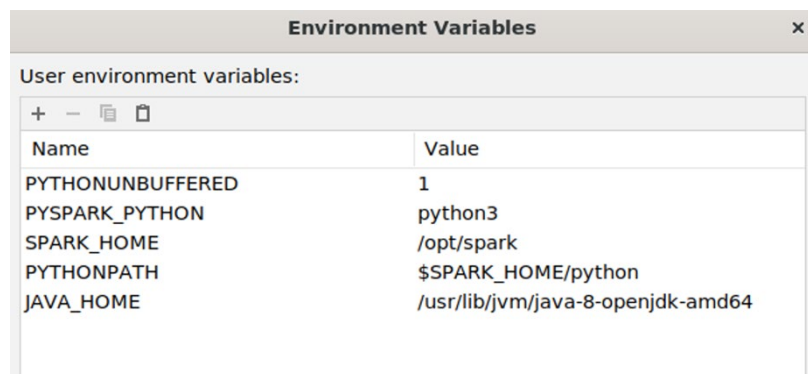 Environment Variables ×
User environment variables:
+ −
Name Value
PYTHONUNBUFFERED 1
PYSPARK_PYTHON python3
SPARK_HOME /opt/spark
PYTHONPATH $SPARK_HOME/python
JAVA_HOME /usr/lib/jvm/java-8-openjdk-amd64